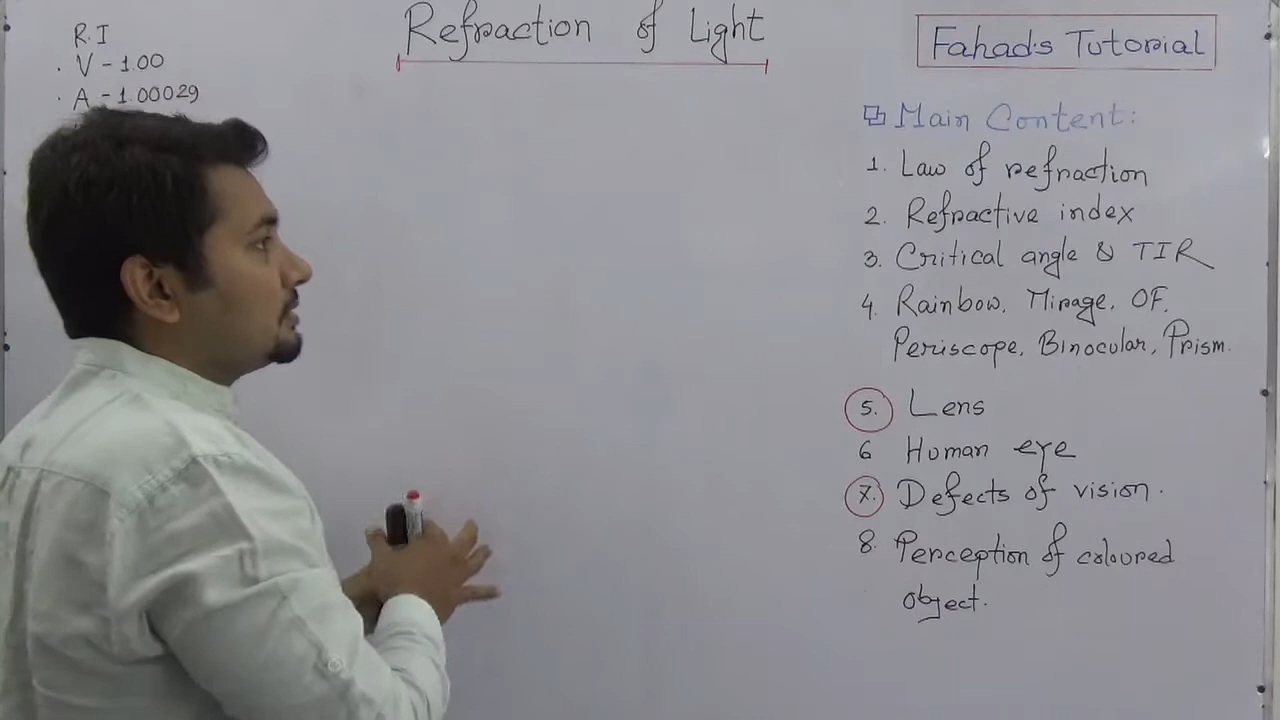 Refraction of Light
R.I
. V - 1.00
. A - 1.00029
Fahad's Tutorial
Main Content:
1. Law of refraction
2. Refractive index
3. Critical angle & TIR
4. Rainbow, Mirage, OF,
Periscope, Binocular, Prism.
5. Lens
6 Human eye
7. Defects of vision.
8. Perception of coloured
object.